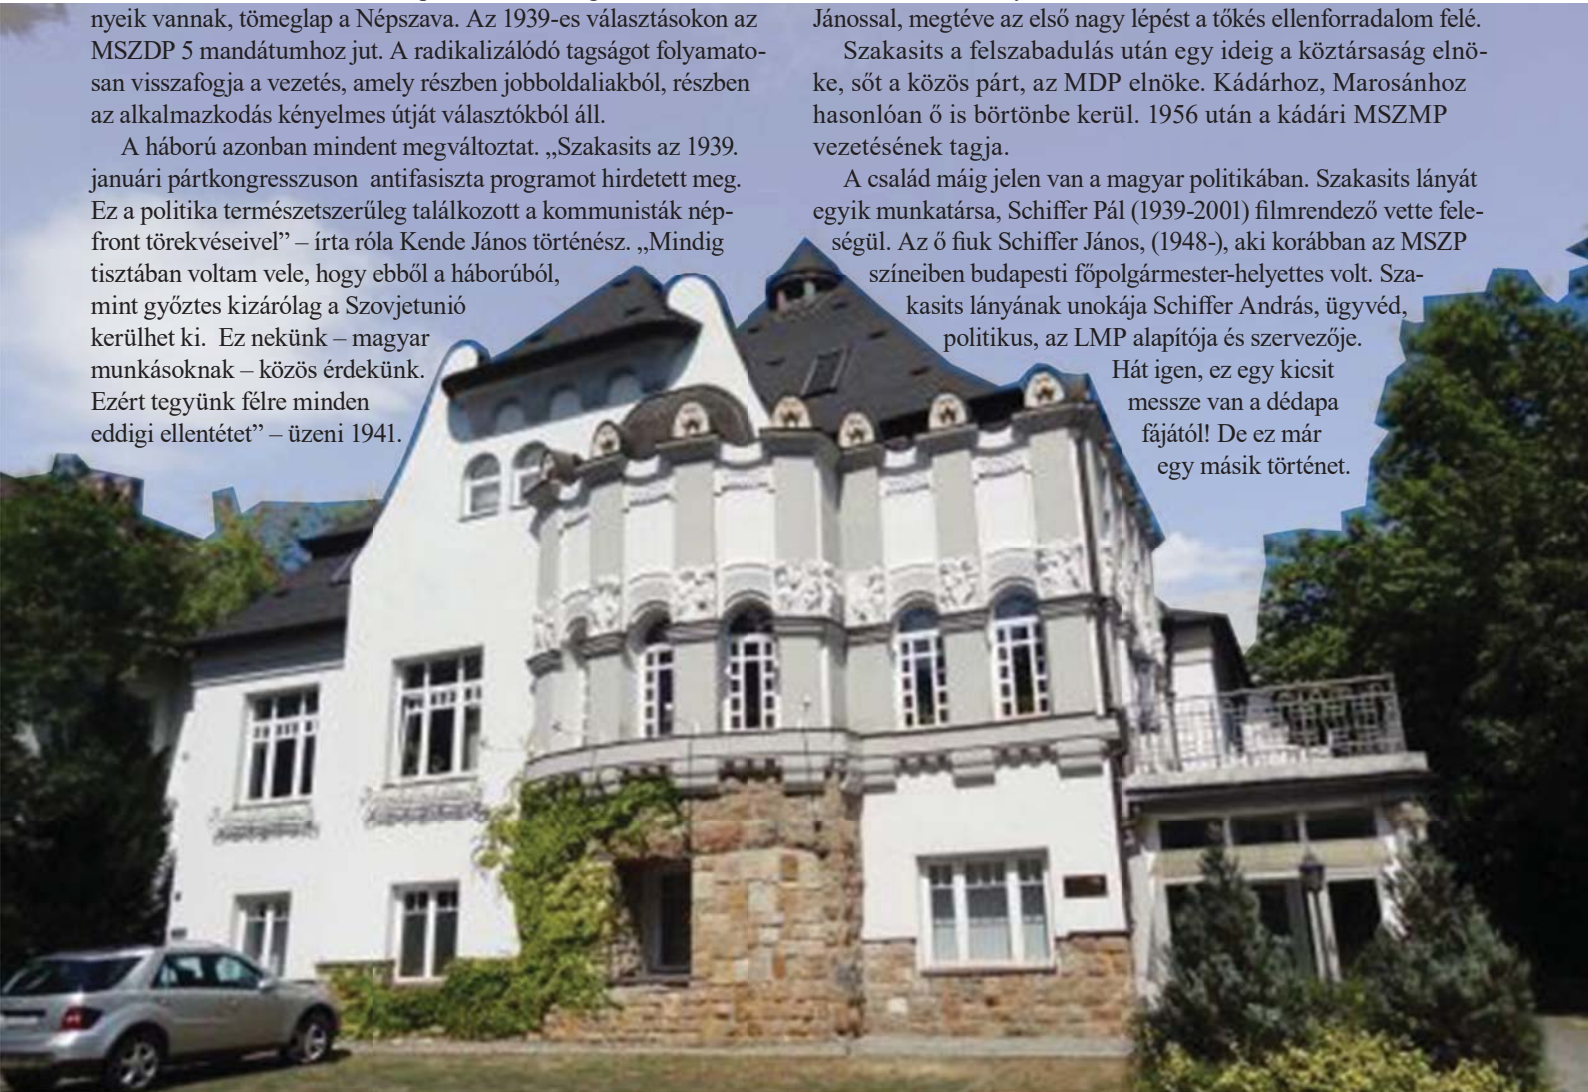 nyeik vannak, tömeglap a Népszava. Az 1939-es választásokon az
MSZDP 5 mandátumhoz jut. A radikalizálódó tagságot folyamato-
san visszafogja a vezetés, amely részben jobboldaliakból, részben
az alkalmazkodás kényelmes útját választókból áll.
A háború azonban mindent megváltoztat. „Szakasits az 1939.
januári pártkongresszuson antifasiszta programot hirdetett meg.
Ez a politika természetszerűleg találkozott a kommunisták nép-
front törekvéseivel” – írta róla Kende János történész. „Mindig
tisztában voltam vele, hogy ebből a háborúból,
mint győztes kizárólag a Szovjetunió
kerülhet ki. Ez nekünk – magyar
munkásoknak – közös érdekünk.
Ezért tegyünk félre minden
eddigi ellentétet” – üzeni 1941.
Jánossal, megtéve az első nagy lépést a tőkés ellenforradalom felé.
Szakasits a felszabadulás után egy ideig a köztársaság elnö-
ke, sőt a közös párt, az MDP elnöke. Kádárhoz, Marosánhoz
hasonlóan ő is börtönbe kerül. 1956 után a kádári MSZMP
vezetésének tagja.
A család máig jelen van a magyar politikában. Szakasits lányát
egyik munkatársa, Schiffer Pál (1939-2001) filmrendező vette fele-
ségül. Az ő fiuk Schiffer János, (1948-), aki korábban az MSZP
színeiben budapesti főpolgármester-helyettes volt. Sza-
kasits lányának unokája Schiffer András, ügyvéd,
politikus, az LMP alapítója és szervezője.
Hát igen, ez egy kicsit
messze van a dédapa
fájától! De ez már
egy másik történet.